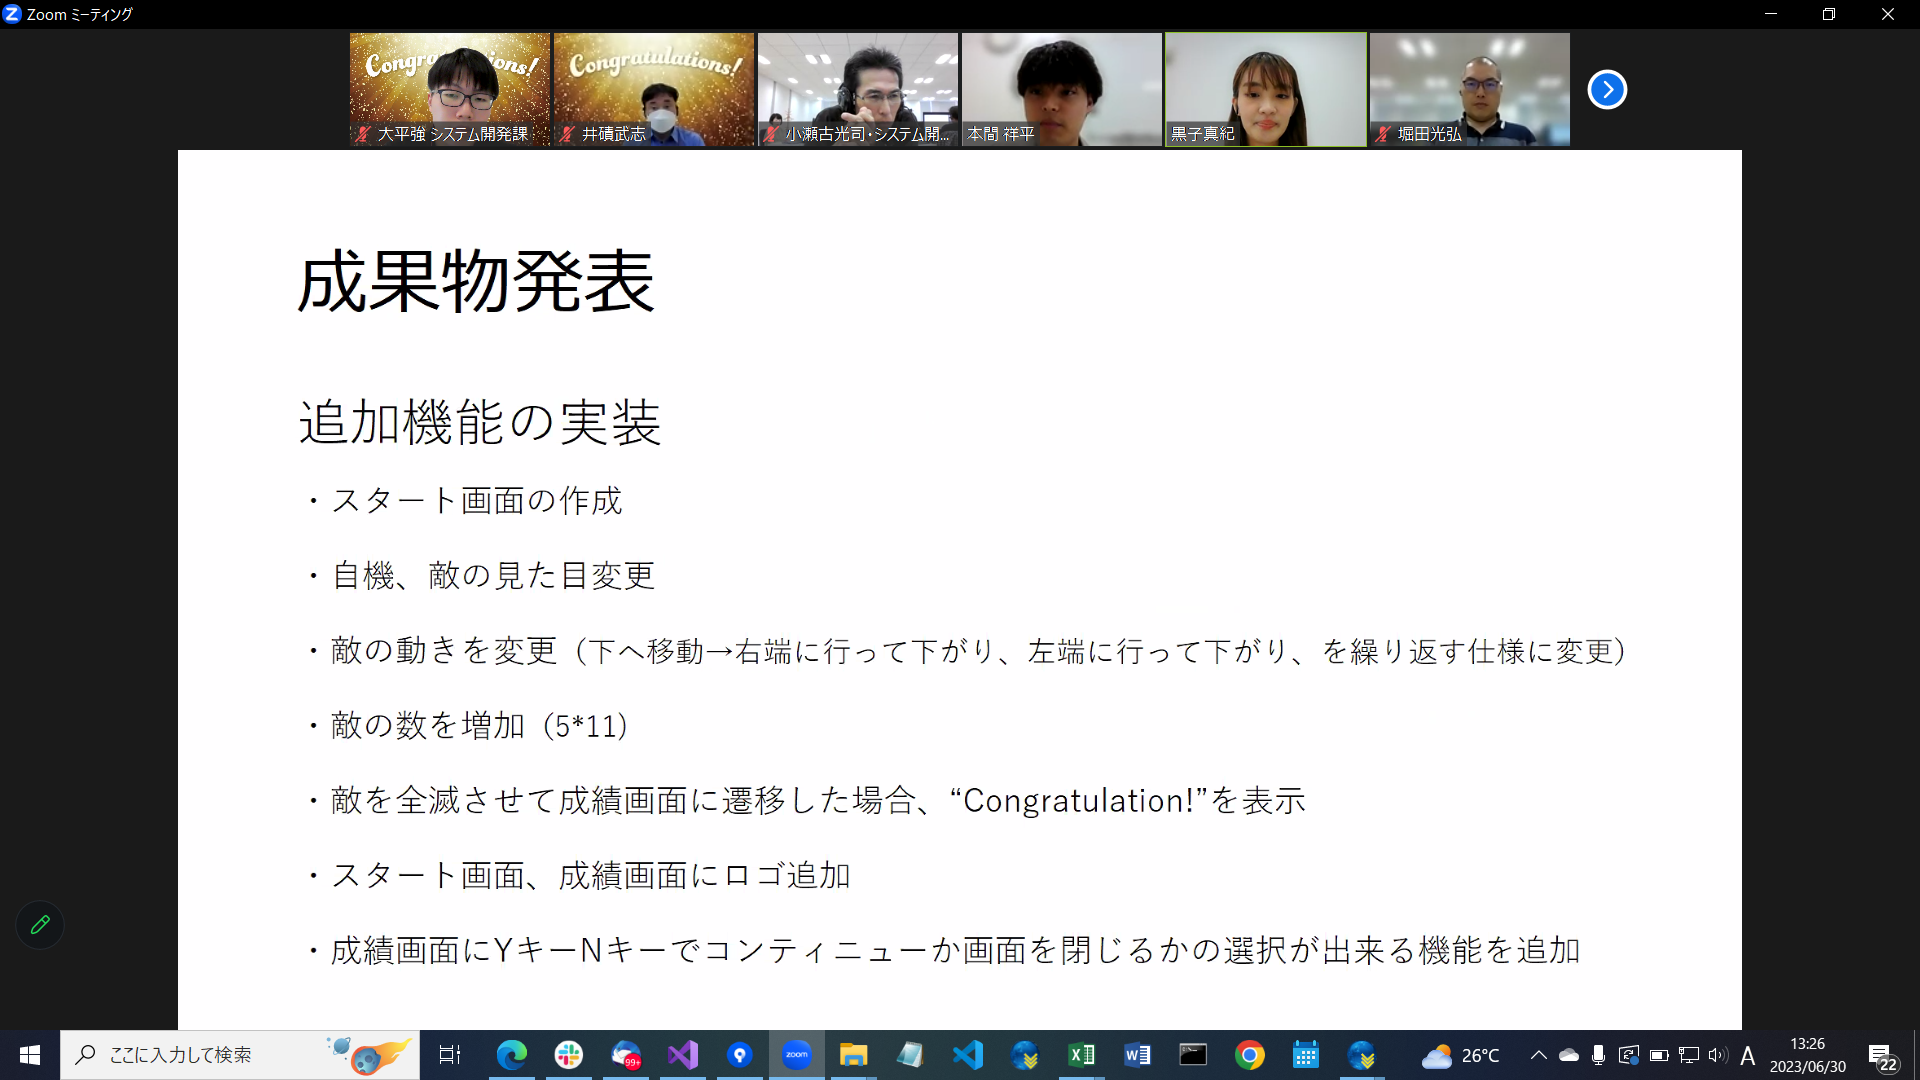 Zoom ミーティング
Congratulations!
Congratulations!
大平強 システム開発課
井磧武志
小瀬古光司・システム開...
本間 祥平
黒子真紀
堀田光弘
成果物発表
追加機能の実装
・スタート画面の作成
・自機、敵の見た目変更
・敵の動きを変更（下へ移動→右端に行って下がり、左端に行って下がり、を繰り返す仕様に変更）
・敵の数を増加（5*11）
・敵を全滅させて成績画面に遷移した場合、“Congratulation!”を表示
・スタート画面、成績画面にロゴ追加
・成績画面にYキーNキーでコンティニューか画面を閉じるかの選択が出来る機能を追加
ここに入力して検索
99+
zoom
26°C
A
13:26
2023/06/30
22